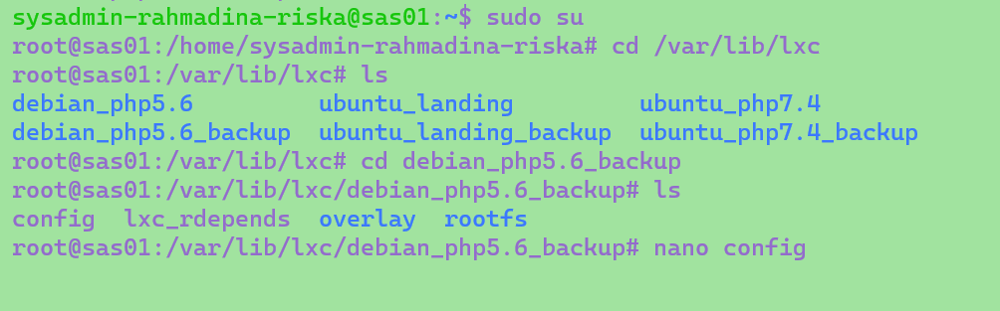 sysadmin-rahmadina-riska@sas01:~$ sudo su
root@sas01:/home/sysadmin-rahmadina-riska# cd /var/lib/lxc
root@sas01:/var/lib/lxc# ls
debian_php5.6         ubuntu_landing         ubuntu_php7.4
debian_php5.6_backup  ubuntu_landing_backup  ubuntu_php7.4_backup
root@sas01:/var/lib/lxc# cd debian_php5.6_backup
root@sas01:/var/lib/lxc/debian_php5.6_backup# ls
config  lxc_rdepends  overlay  rootfs
root@sas01:/var/lib/lxc/debian_php5.6_backup# nano config